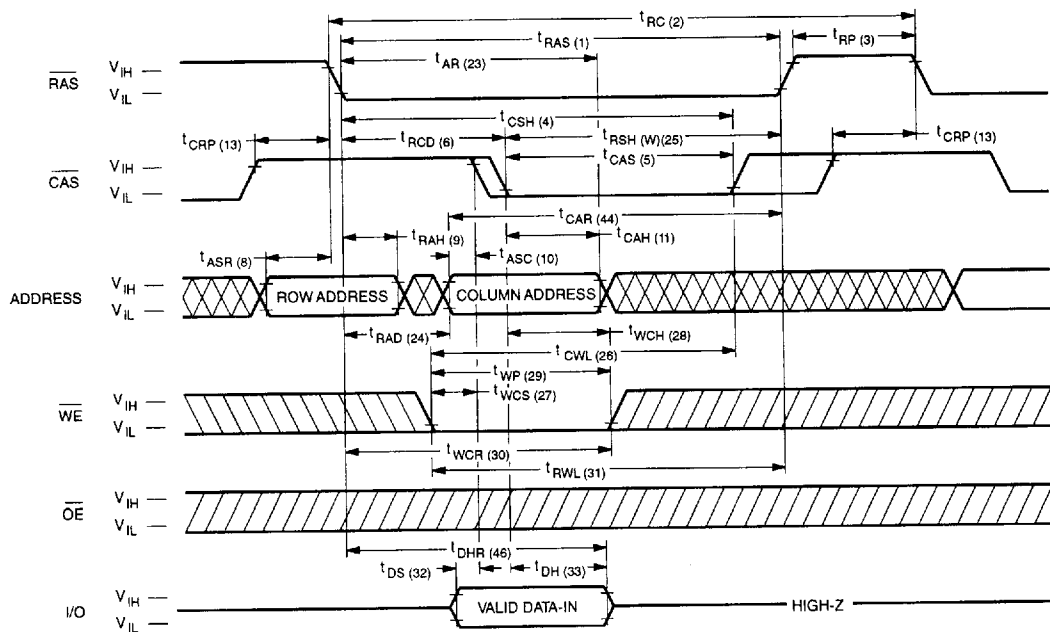 tRC (2)
tRAS (1)
tRP (3)
tAR (23)
RAS
VIH
VIL
tCSH (4)
tCRP (13)
tRCD (6)
tRSH (W)(25)
tCRP (13)
tCAS (5)
CAS
VIH
VIL
tCAR (44)
tRAH (9)
tCAH (11)
tASR (8)
tASC (10)
ADDRESS
VIH
VIL
ROW ADDRESS
COLUMN ADDRESS
tRAD (24)
tWCH (28)
tCWL (26)
tWP (29)
tWCS (27)
WE
VIH
VIL
tWCR (30)
tRWL (31)
OE
VIH
VIL
tDHR (46)
tDS (32)
tDH (33)
I/O
VIH
VIL
VALID DATA-IN
HIGH-Z